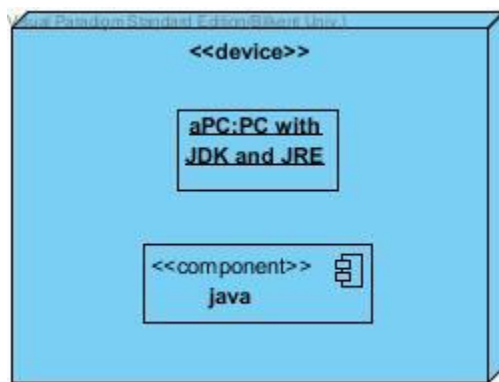 Visual Paradigm Standard Edition(Bilkent Univ.)
<<device>>
aPC:PC with
JDK and JRE
<<component>>
java